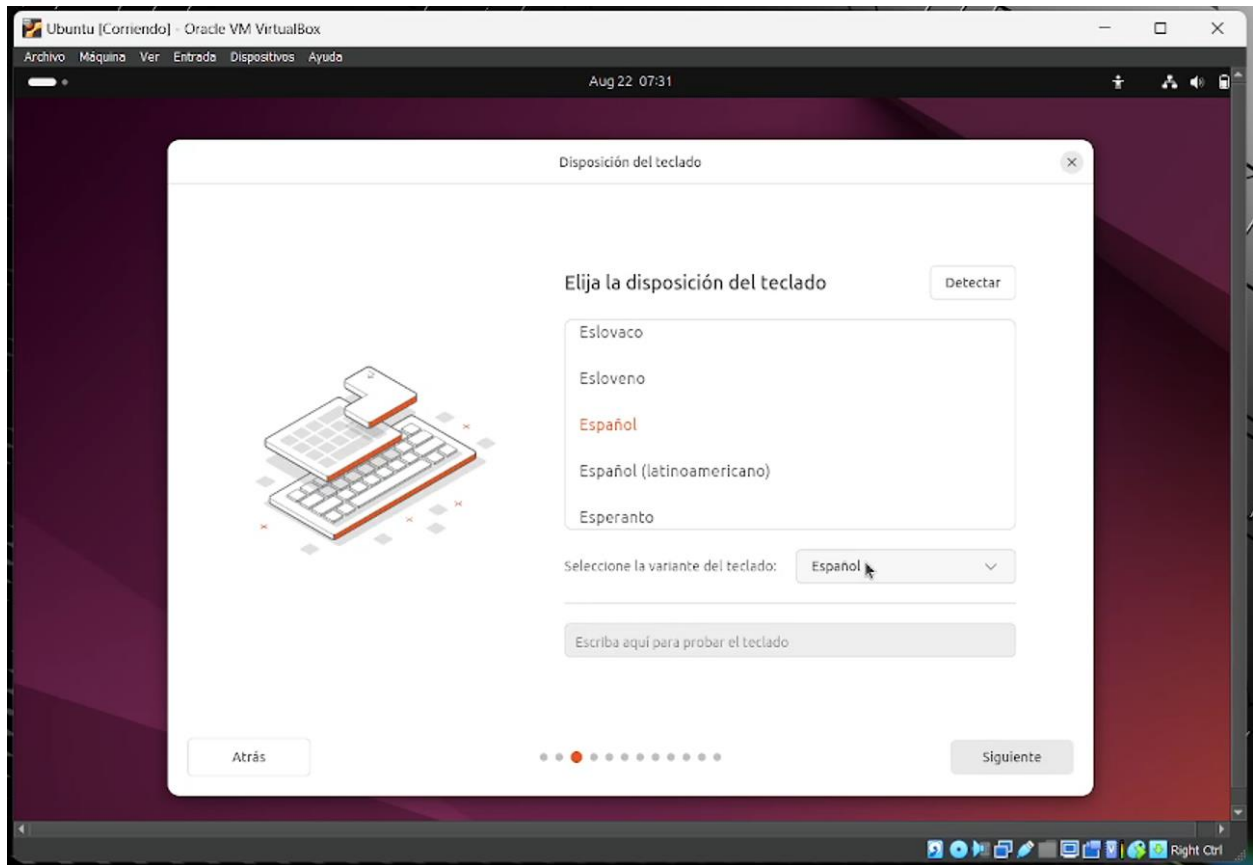 Ubuntu [Corriendo] - Oracle VM VirtualBox
Archivo Máquina Ver Entrada Dispositivos Ayuda
Aug 22 07:31
Disposición del teclado
Elija la disposición del teclado
Detectar
Eslovaco
Esloveno
Español
Español (latinoamericano)
Esperanto
Seleccione la variante del teclado:
Español
Escriba aquí para probar el teclado
Atrás
Siguiente
Right Ctrl